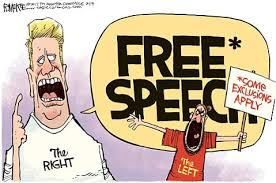 FREE*
SPEECH
*SOME
EXCLUSIONS
APPLY
The
RIGHT
The
LEFT